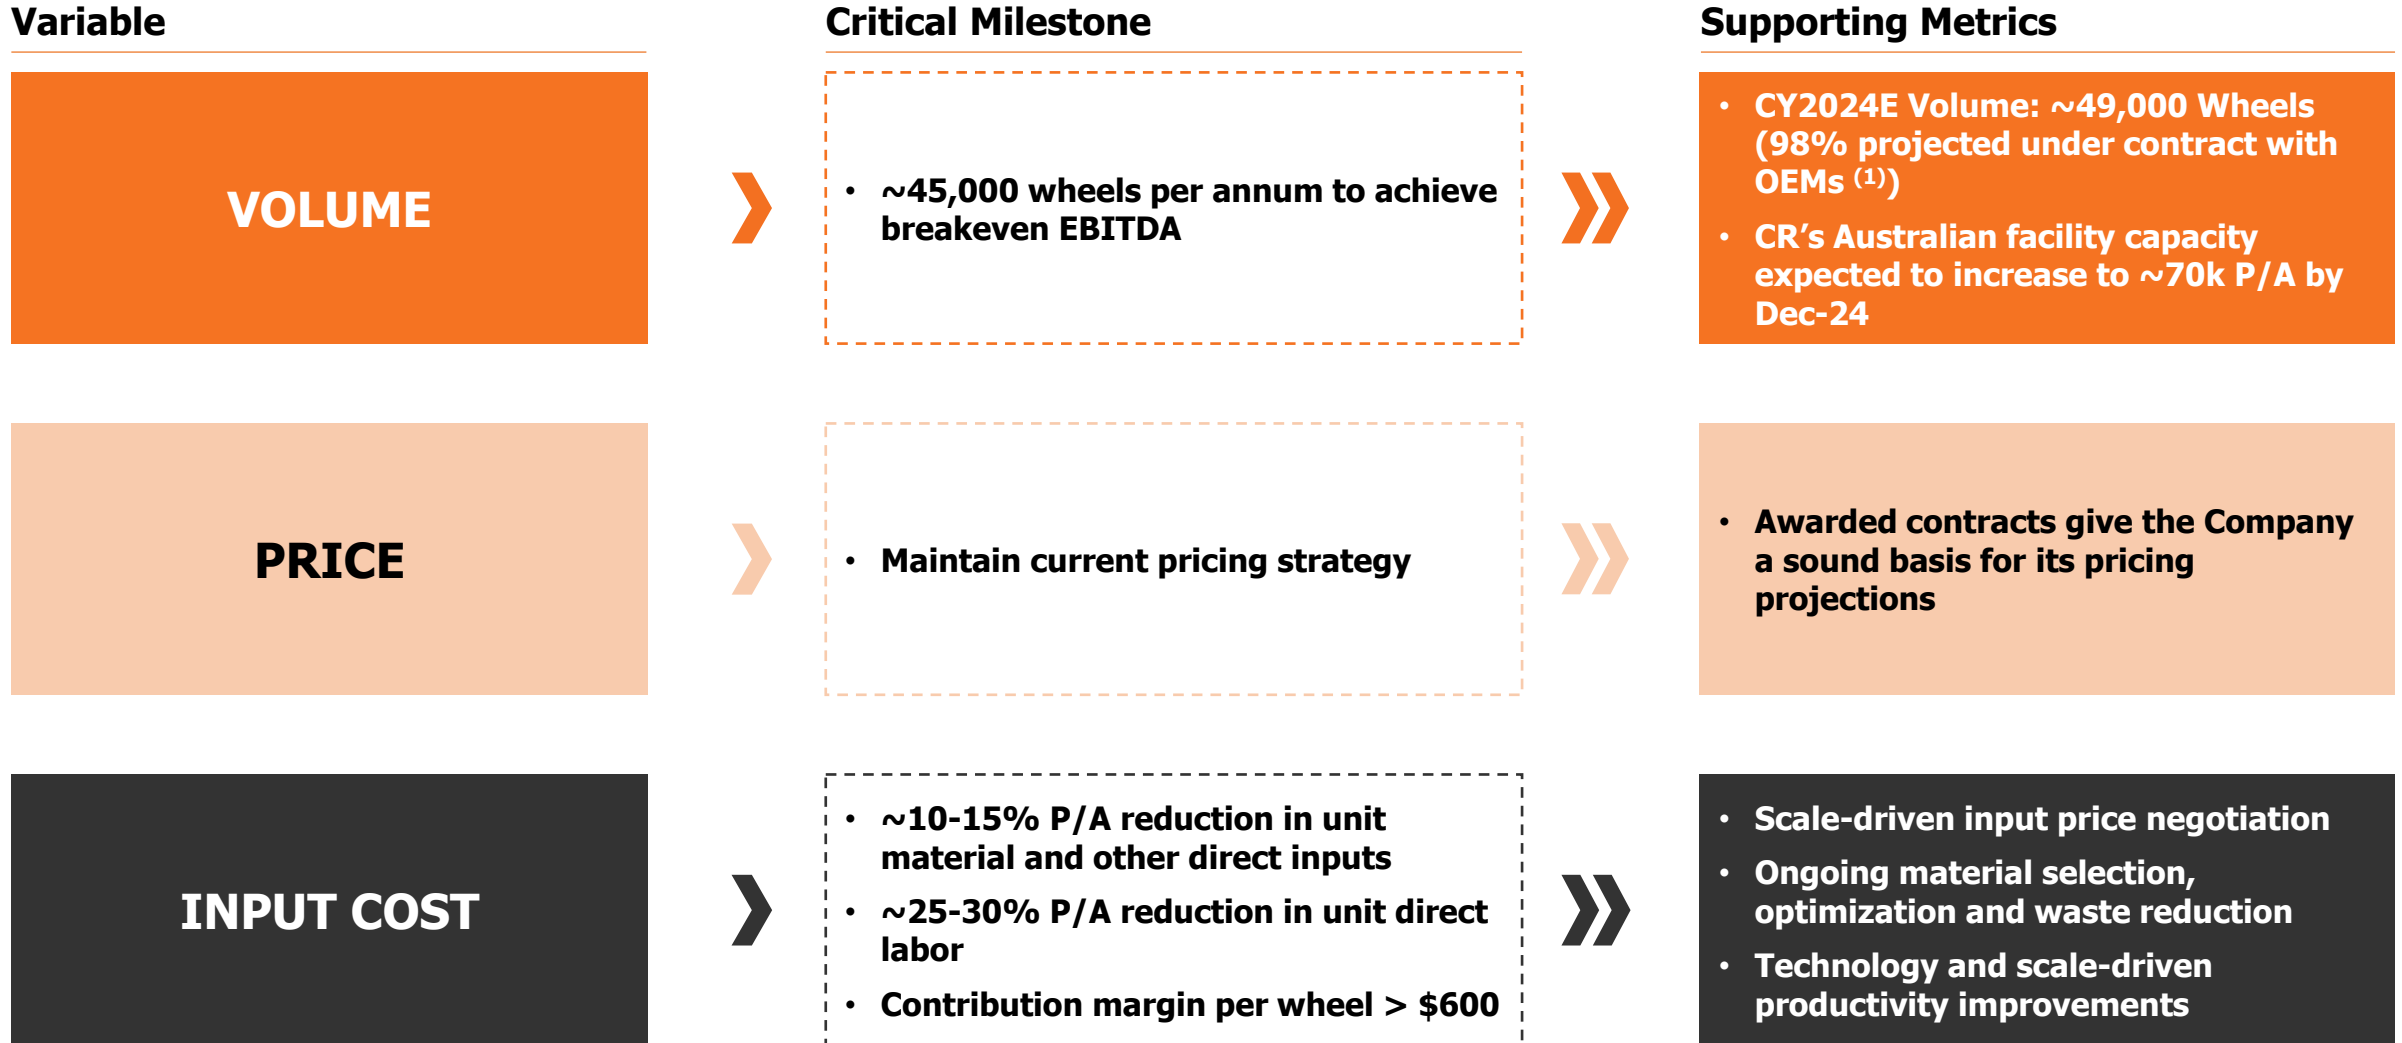 Variable
Critical Milestone
Supporting Metrics
VOLUME
• ~45,000 wheels per annum to achieve
breakeven EBITDA
• CY2024E Volume: ~49,000 Wheels
(98% projected under contract with
OEMs (1))
• CR’s Australian facility capacity
expected to increase to ~70k P/A by
Dec-24
PRICE
• Maintain current pricing strategy
• Awarded contracts give the Company
a sound basis for its pricing
projections
INPUT COST
• ~10-15% P/A reduction in unit
material and other direct inputs
• ~25-30% P/A reduction in unit direct
labor
• Contribution margin per wheel > $600
• Scale-driven input price negotiation
• Ongoing material selection,
optimization and waste reduction
• Technology and scale-driven
productivity improvements